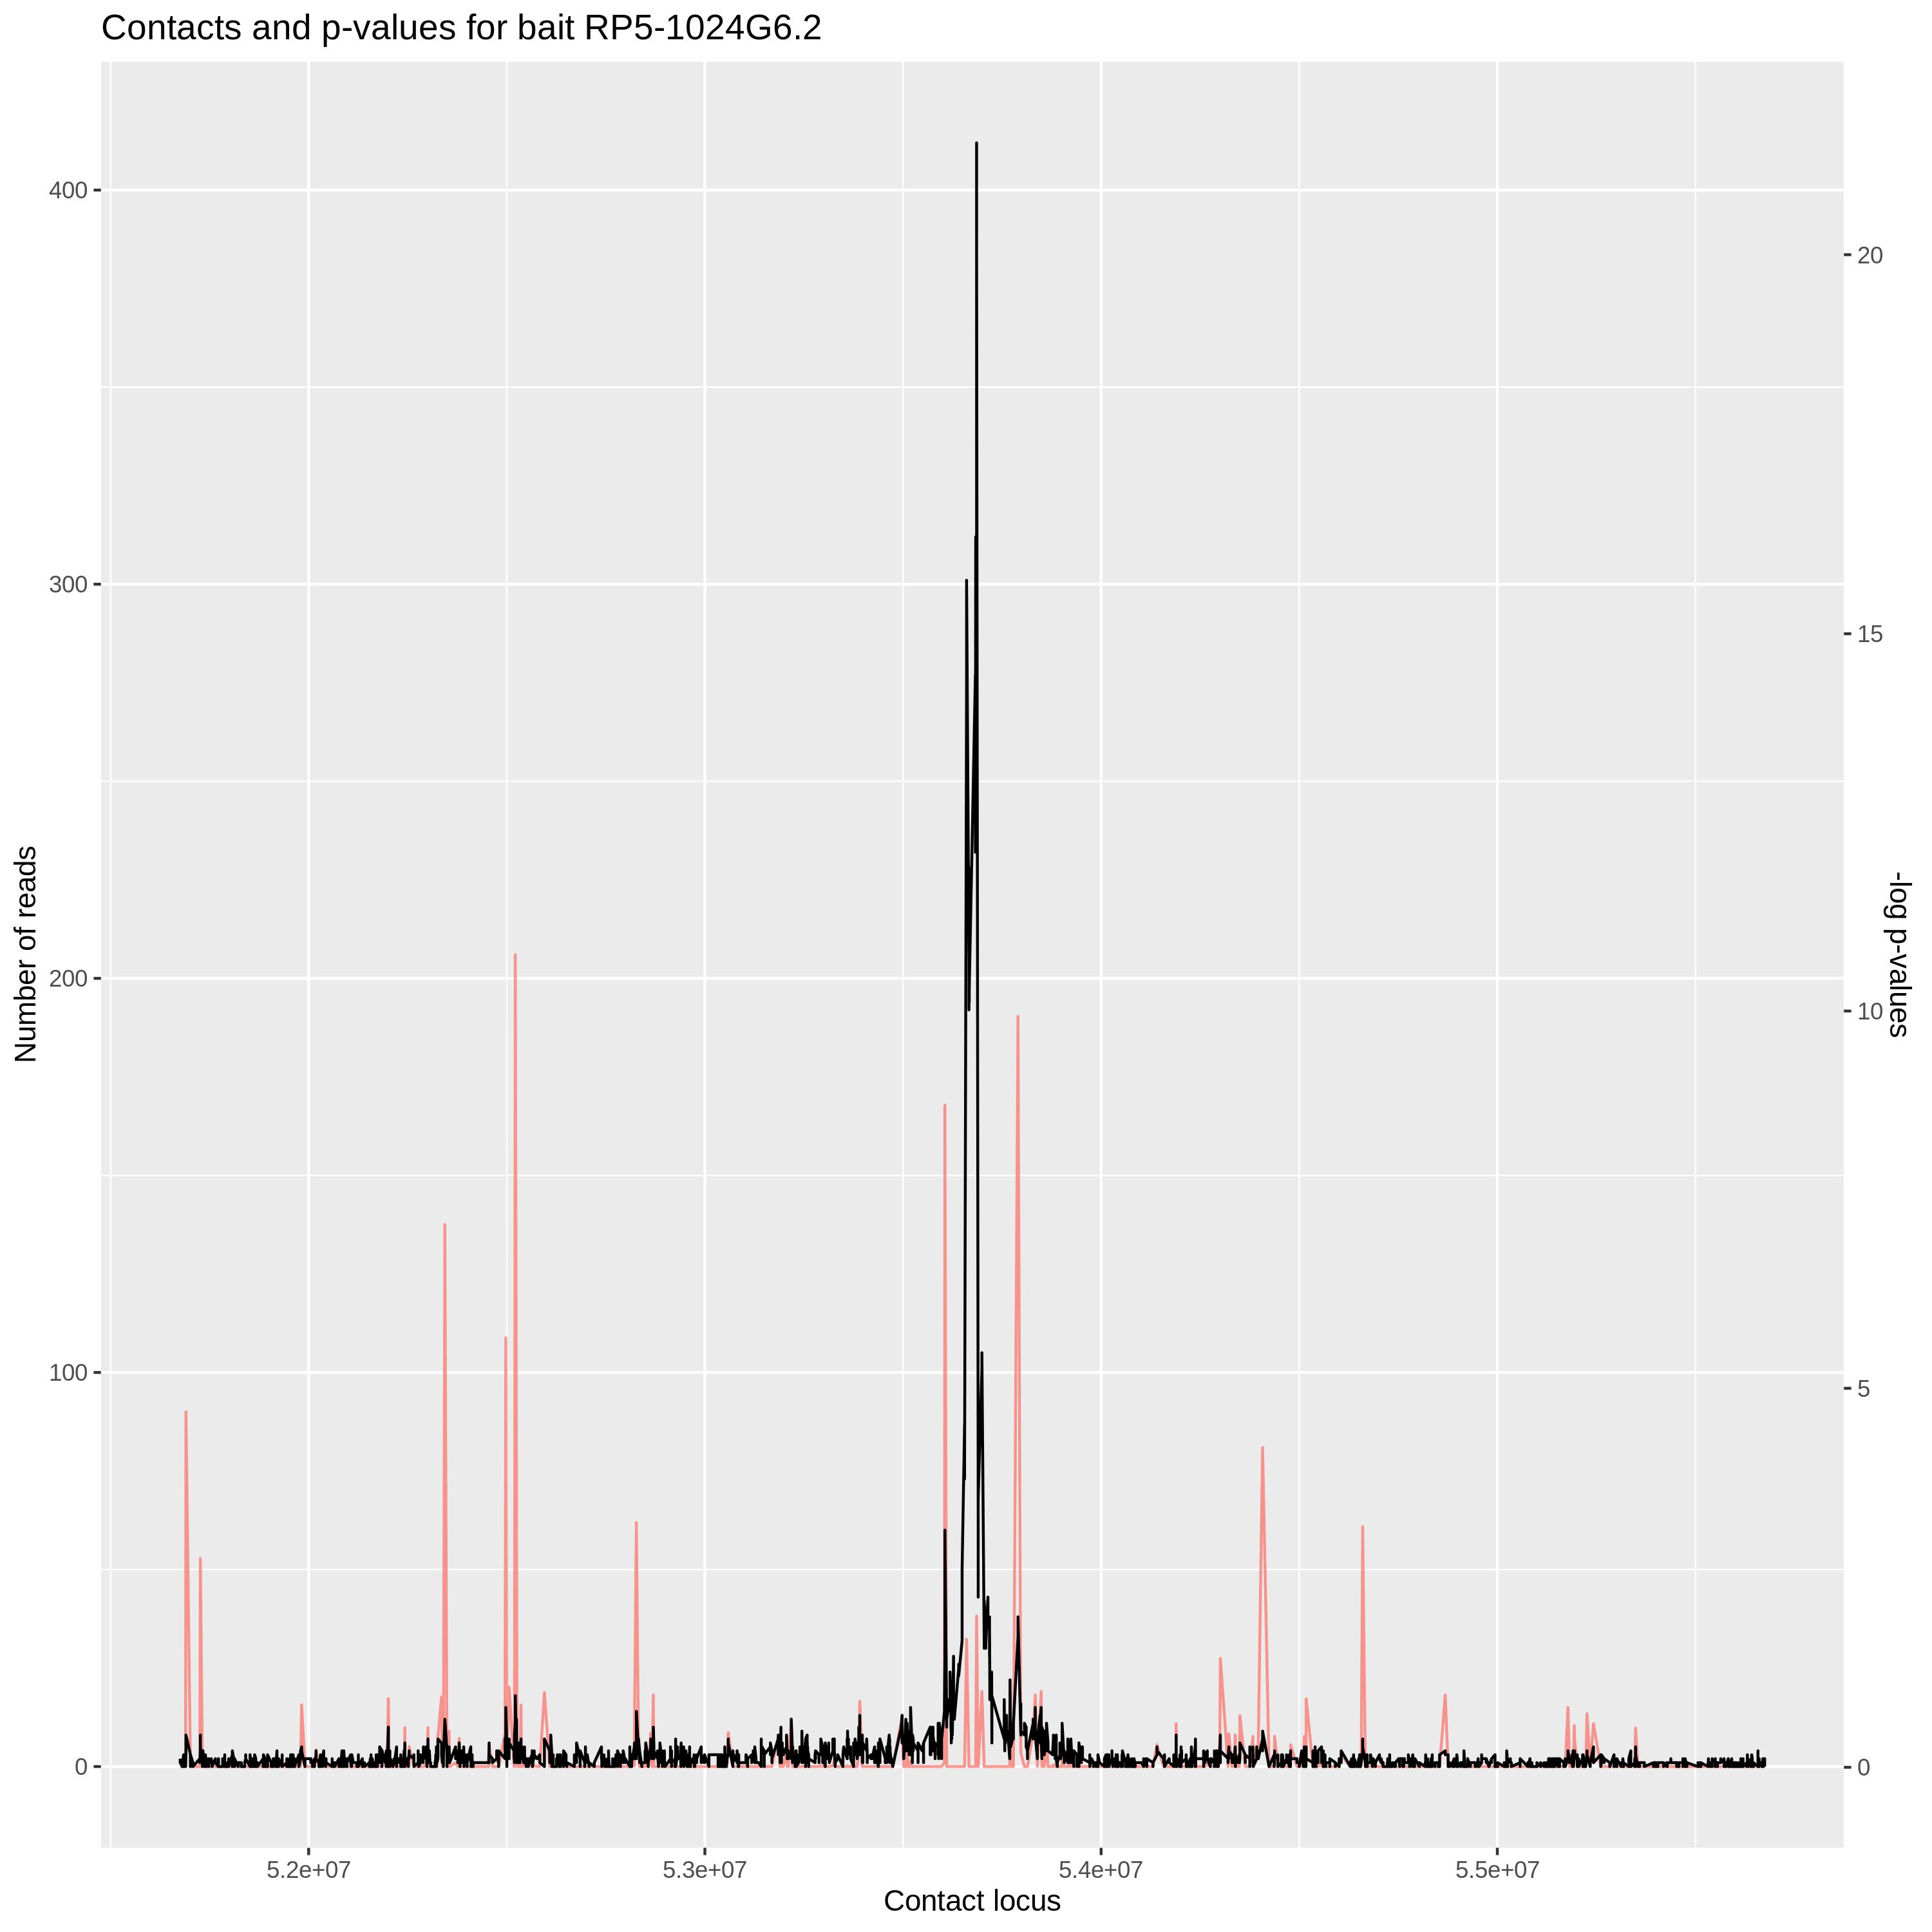 Contacts and p-values for bait RP5-1024G6.2
400
300
200
100
0
Number of reads
20
15
10
5
0
-log p-values
5.2e+07
5.3e+07
5.4e+07
5.5e+07
Contact locus